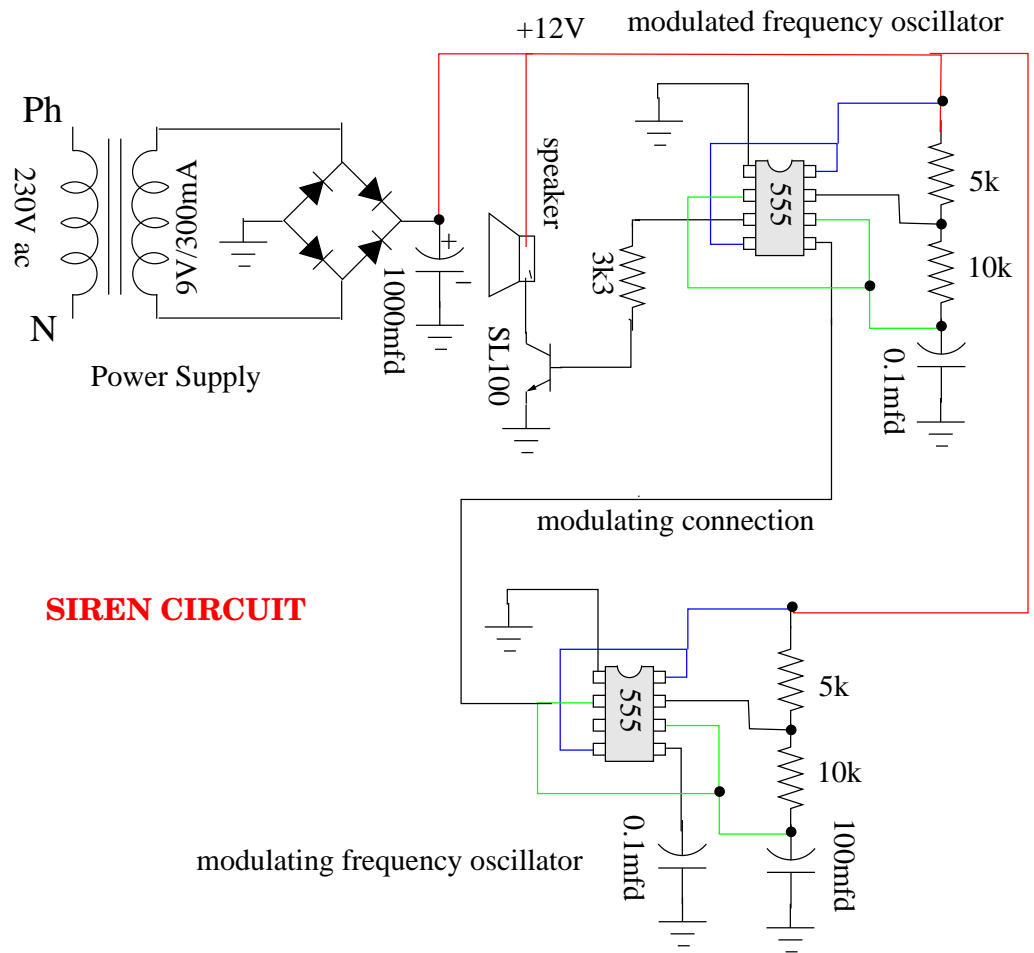 modulated frequency oscillator
+12V
Ph
230V ac
N
9V/300mA
Power Supply
+
1000mfd
speaker
SL100
3k3
555
5k
10k
0.1mfd
modulating connection
SIREN CIRCUIT
555
5k
10k
0.1mfd
100mfd
modulating frequency oscillator